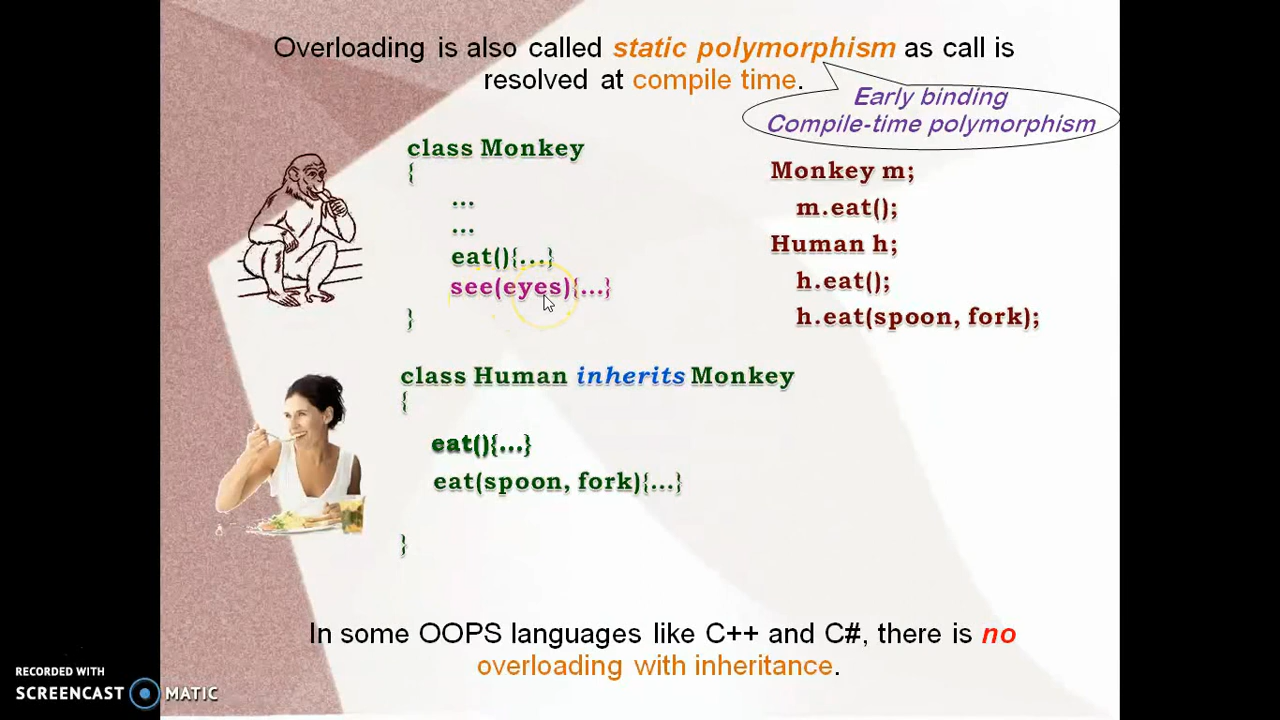 Overloading is also called static polymorphism as call is
resolved at compile time.
Early binding
Compile-time polymorphism
class Monkey
{
...
...
eat(){...}
see(eyes){...}
}
Monkey m;
m.eat();
Human h;
h.eat();
h.eat(spoon, fork);
class Human inherits Monkey
{
eat(){...}
eat(spoon, fork){...}
}
In some OOPS languages like C++ and C#, there is no
overloading with inheritance.
RECORDED WITH
SCREENCAST MATIC